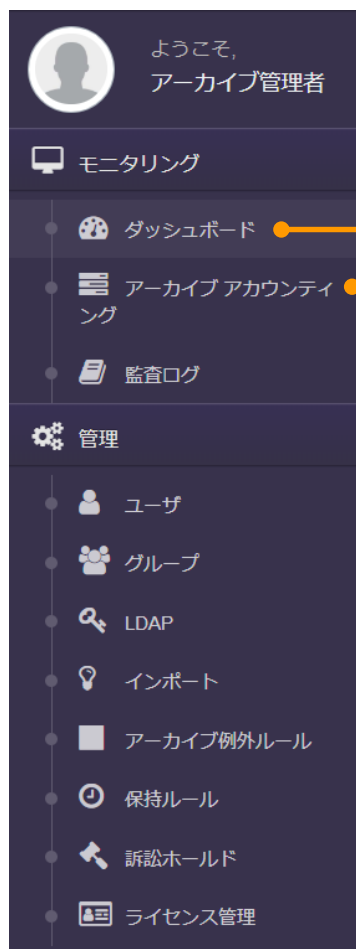 ようこそ,
アーカイブ管理者
モニタリング
ダッシュボード
アーカイブ アカウンティ
ング
監査ログ
管理
ユーザ
グループ
LDAP
インポート
アーカイブ例外ルール
保持ルール
訴訟ホールド
ライセンス管理